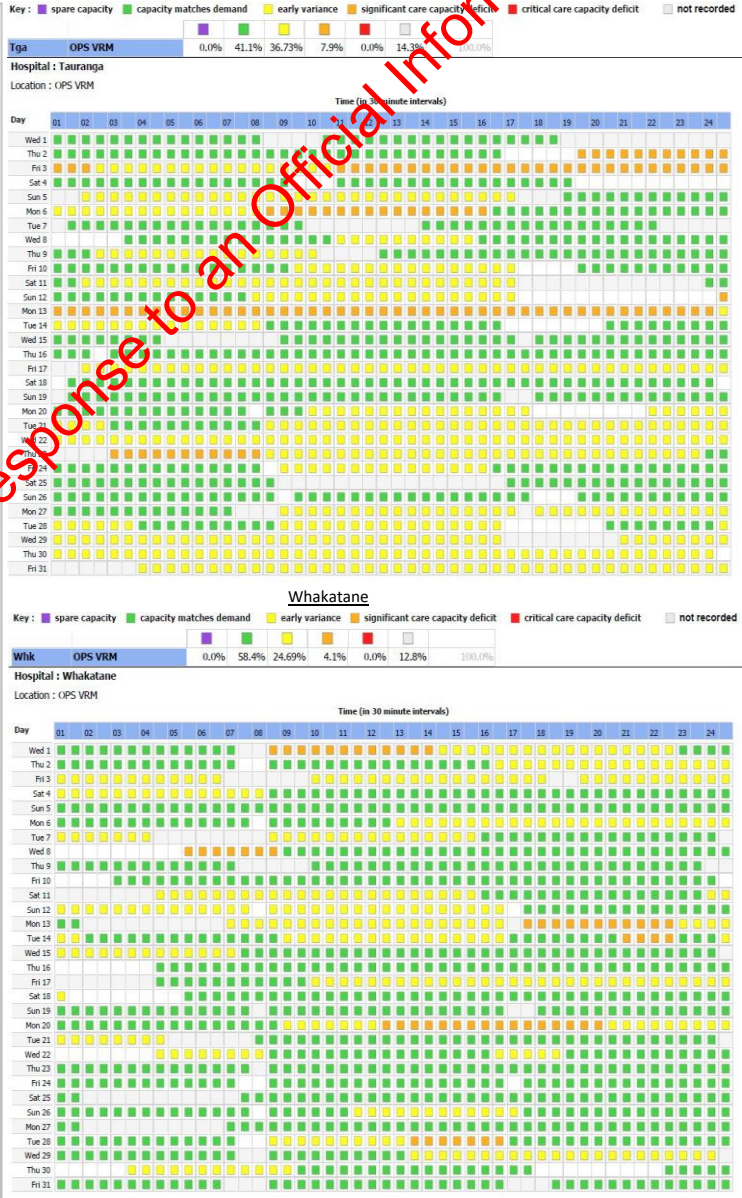 Key : spare capacity capacity matches demand early variance significant care capacity deficit critical care capacity deficit not recorded
Tga OPS VRM 0.0% 41.1% 36.73% 7.9% 0.0% 14.3% 100.0%
Hospital : Tauranga
Location : OPS VRM
Time (in 30 minute intervals)
Day 01 02 03 04 05 06 07 08 09 10 11 12 13 14 15 16 17 18 19 20 21 22 23 24
Wed 1
Thu 2
Fri 3
Sat 4
Sun 5
Mon 6
Tue 7
Wed 8
Thu 9
Fri 10
Sat 11
Sun 12
Mon 13
Tue 14
Wed 15
Thu 16
Fri 17
Sat 18
Sun 19
Mon 20
Tue 21
Wed 22
Thu
Fri 24
Sat 25
Sun 26
Mon 27
Tue 28
Wed 29
Thu 30
Fri 31
esponse to an Official Inform
Whakatane
Key : spare capacity capacity matches demand early variance significant care capacity deficit critical care capacity deficit not recorded
Whk OPS VRM 0.0% 58.4% 24.69% 4.1% 0.0% 12.8% 100.0%
Hospital : Whakatane
Location : OPS VRM
Time (in 30 minute intervals)
Day 01 02 03 04 05 06 07 08 09 10 11 12 13 14 15 16 17 18 19 20 21 22 23 24
Wed 1
Thu 2
Fri 3
Sat 4
Sun 5
Mon 6
Tue 7
Wed 8
Thu 9
Fri 10
Sat 11
Sun 12
Mon 13
Tue 14
Wed 15
Thu 16
Fri 17
Sat 18
Sun 19
Mon 20
Tue 21
Wed 22
Thu 23
Fri 24
Sat 25
Sun 26
Mon 27
Tue 28
Wed 29
Thu 30
Fri 31